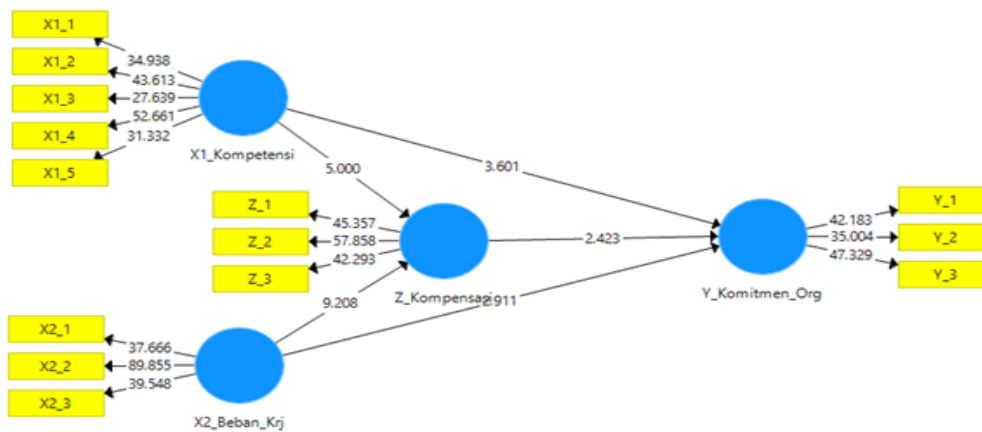 X1_1
X1_2
X1_3
X1_4
X1_5
34.938
43.613
27.639
52.661
31.332
X1_Kompetensi
5.000
3.601
Z_1
Z_2
Z_3
45.357
57.858
42.293
Z_Kompensasi
2.423
9.208
2.911
Y_1
Y_2
Y_3
42.183
35.004
47.329
Y_Komitmen_Org
X2_1
X2_2
X2_3
37.666
89.855
39.548
X2_Beban_Krj